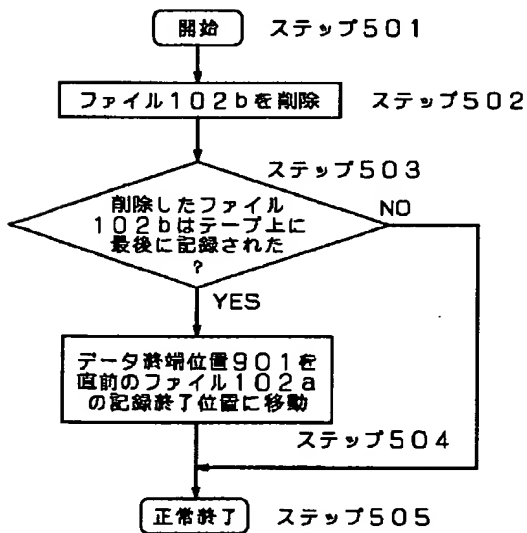 開始 ステップ501
ファイル102bを削除 ステップ502
ステップ503
削除したファイル
102bはテープ上に
最後に記録された
?
NO
YES
データ終端位置901を
直前のファイル102a
の記録終了位置に移動
ステップ504
正常終了 ステップ505